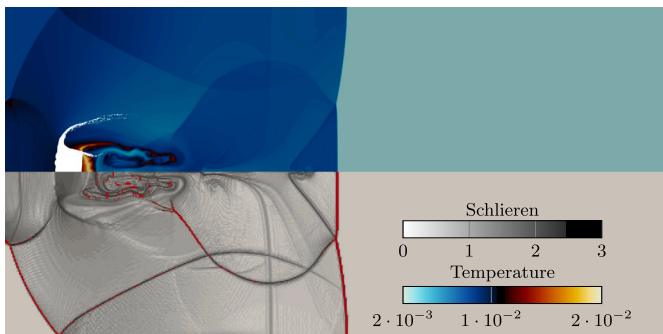 Schlieren
0 1 2 3
Temperature
2 · 10⁻³ 1 · 10⁻² 2 · 10⁻²